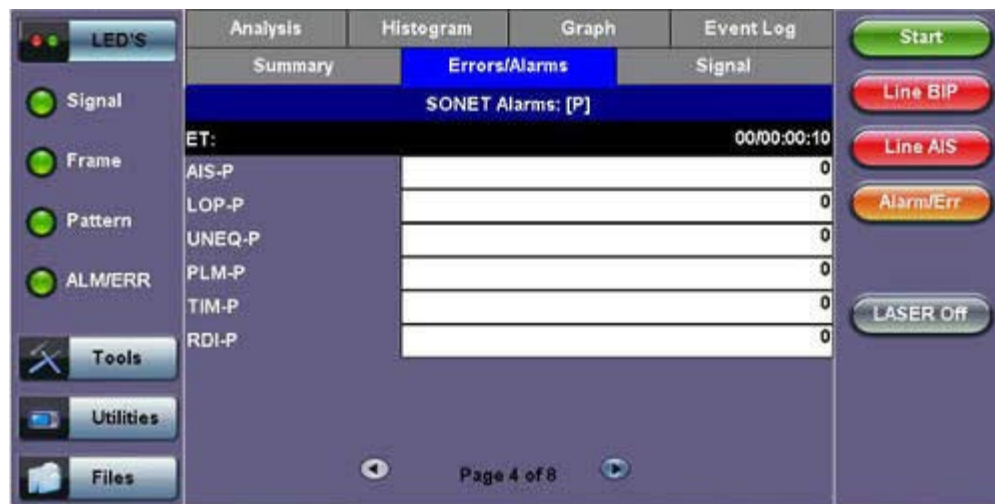 LED'S
Signal
Frame
Pattern
ALM/ERR
Tools
Utilities
Files
Analysis Histogram Graph Event Log
Summary Errors/Alarms Signal
SONET Alarms: [P]
ET: 00/00:00:10
AIS-P 0
LOP-P 0
UNEQ-P 0
PLM-P 0
TIM-P 0
RDI-P 0
Page 4 of 8
Start
Line BIP
Line AIS
Alarm/Err
LASER Off